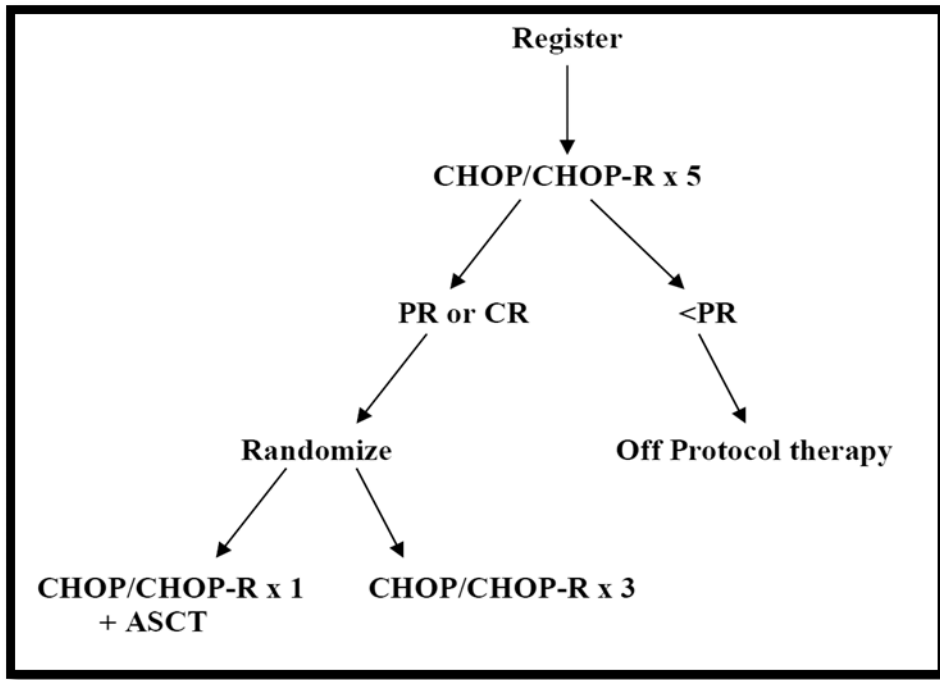 Register
CHOP/CHOP-R x 5
PR or CR
<PR
Randomize
Off Protocol therapy
CHOP/CHOP-R x 1
+ ASCT
CHOP/CHOP-R x 3